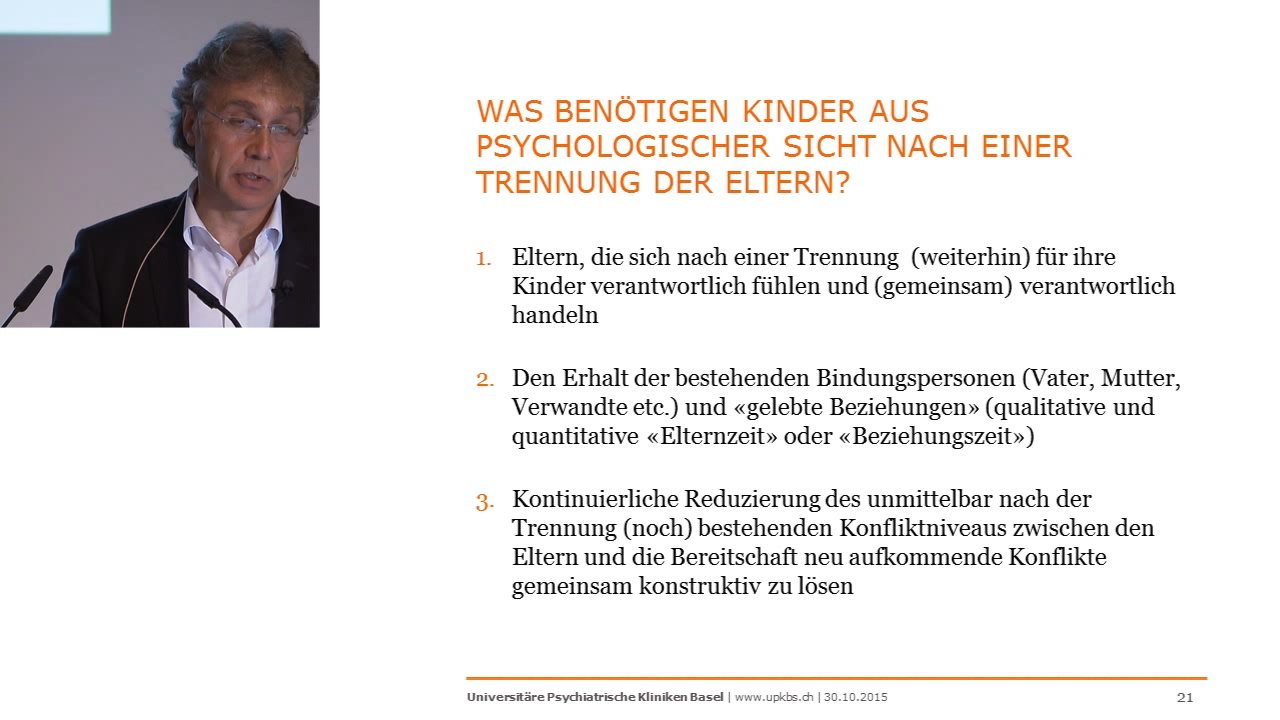 WAS BENÖTIGEN KINDER AUS
PSYCHOLOGISCHER SICHT NACH EINER
TRENNUNG DER ELTERN?
1. Eltern, die sich nach einer Trennung (weiterhin) für ihre
Kinder verantwortlich fühlen und (gemeinsam) verantwortlich
handeln
2. Den Erhalt der bestehenden Bindungspersonen (Vater, Mutter,
Verwandte etc.) und «gelebte Beziehungen» (qualitative und
quantitative «Elternzeit» oder «Beziehungszeit»)
3. Kontinuierliche Reduzierung des unmittelbar nach der
Trennung (noch) bestehenden Konfliktniveaus zwischen den
Eltern und die Bereitschaft neu aufkommende Konflikte
gemeinsam konstruktiv zu lösen
Universitäre Psychiatrische Kliniken Basel | www.upkbs.ch | 30.10.2015 21